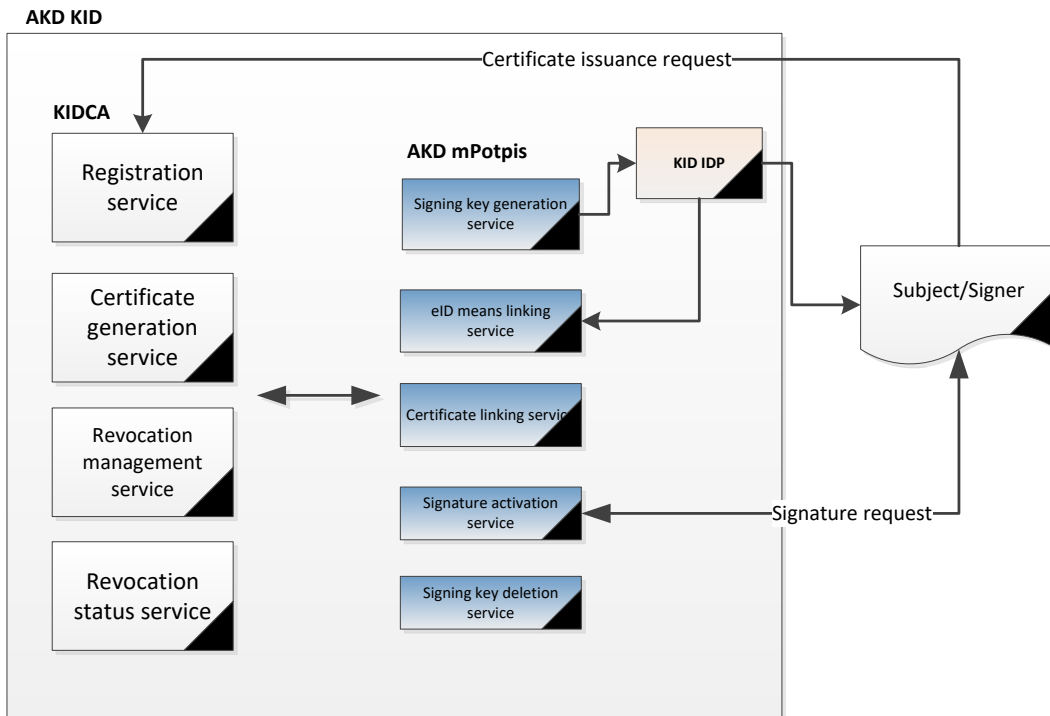 AKD KID
Certificate issuance request
KIDCA
Registration
service
Certificate
generation
service
Revocation
management
service
Revocation
status service
AKD mPotpis
Signing key generation
service
eID means linking
service
Certificate linking servic
Signature activation
service
Signing key deletion
service
KID IDP
Subject/Signer
Signature request